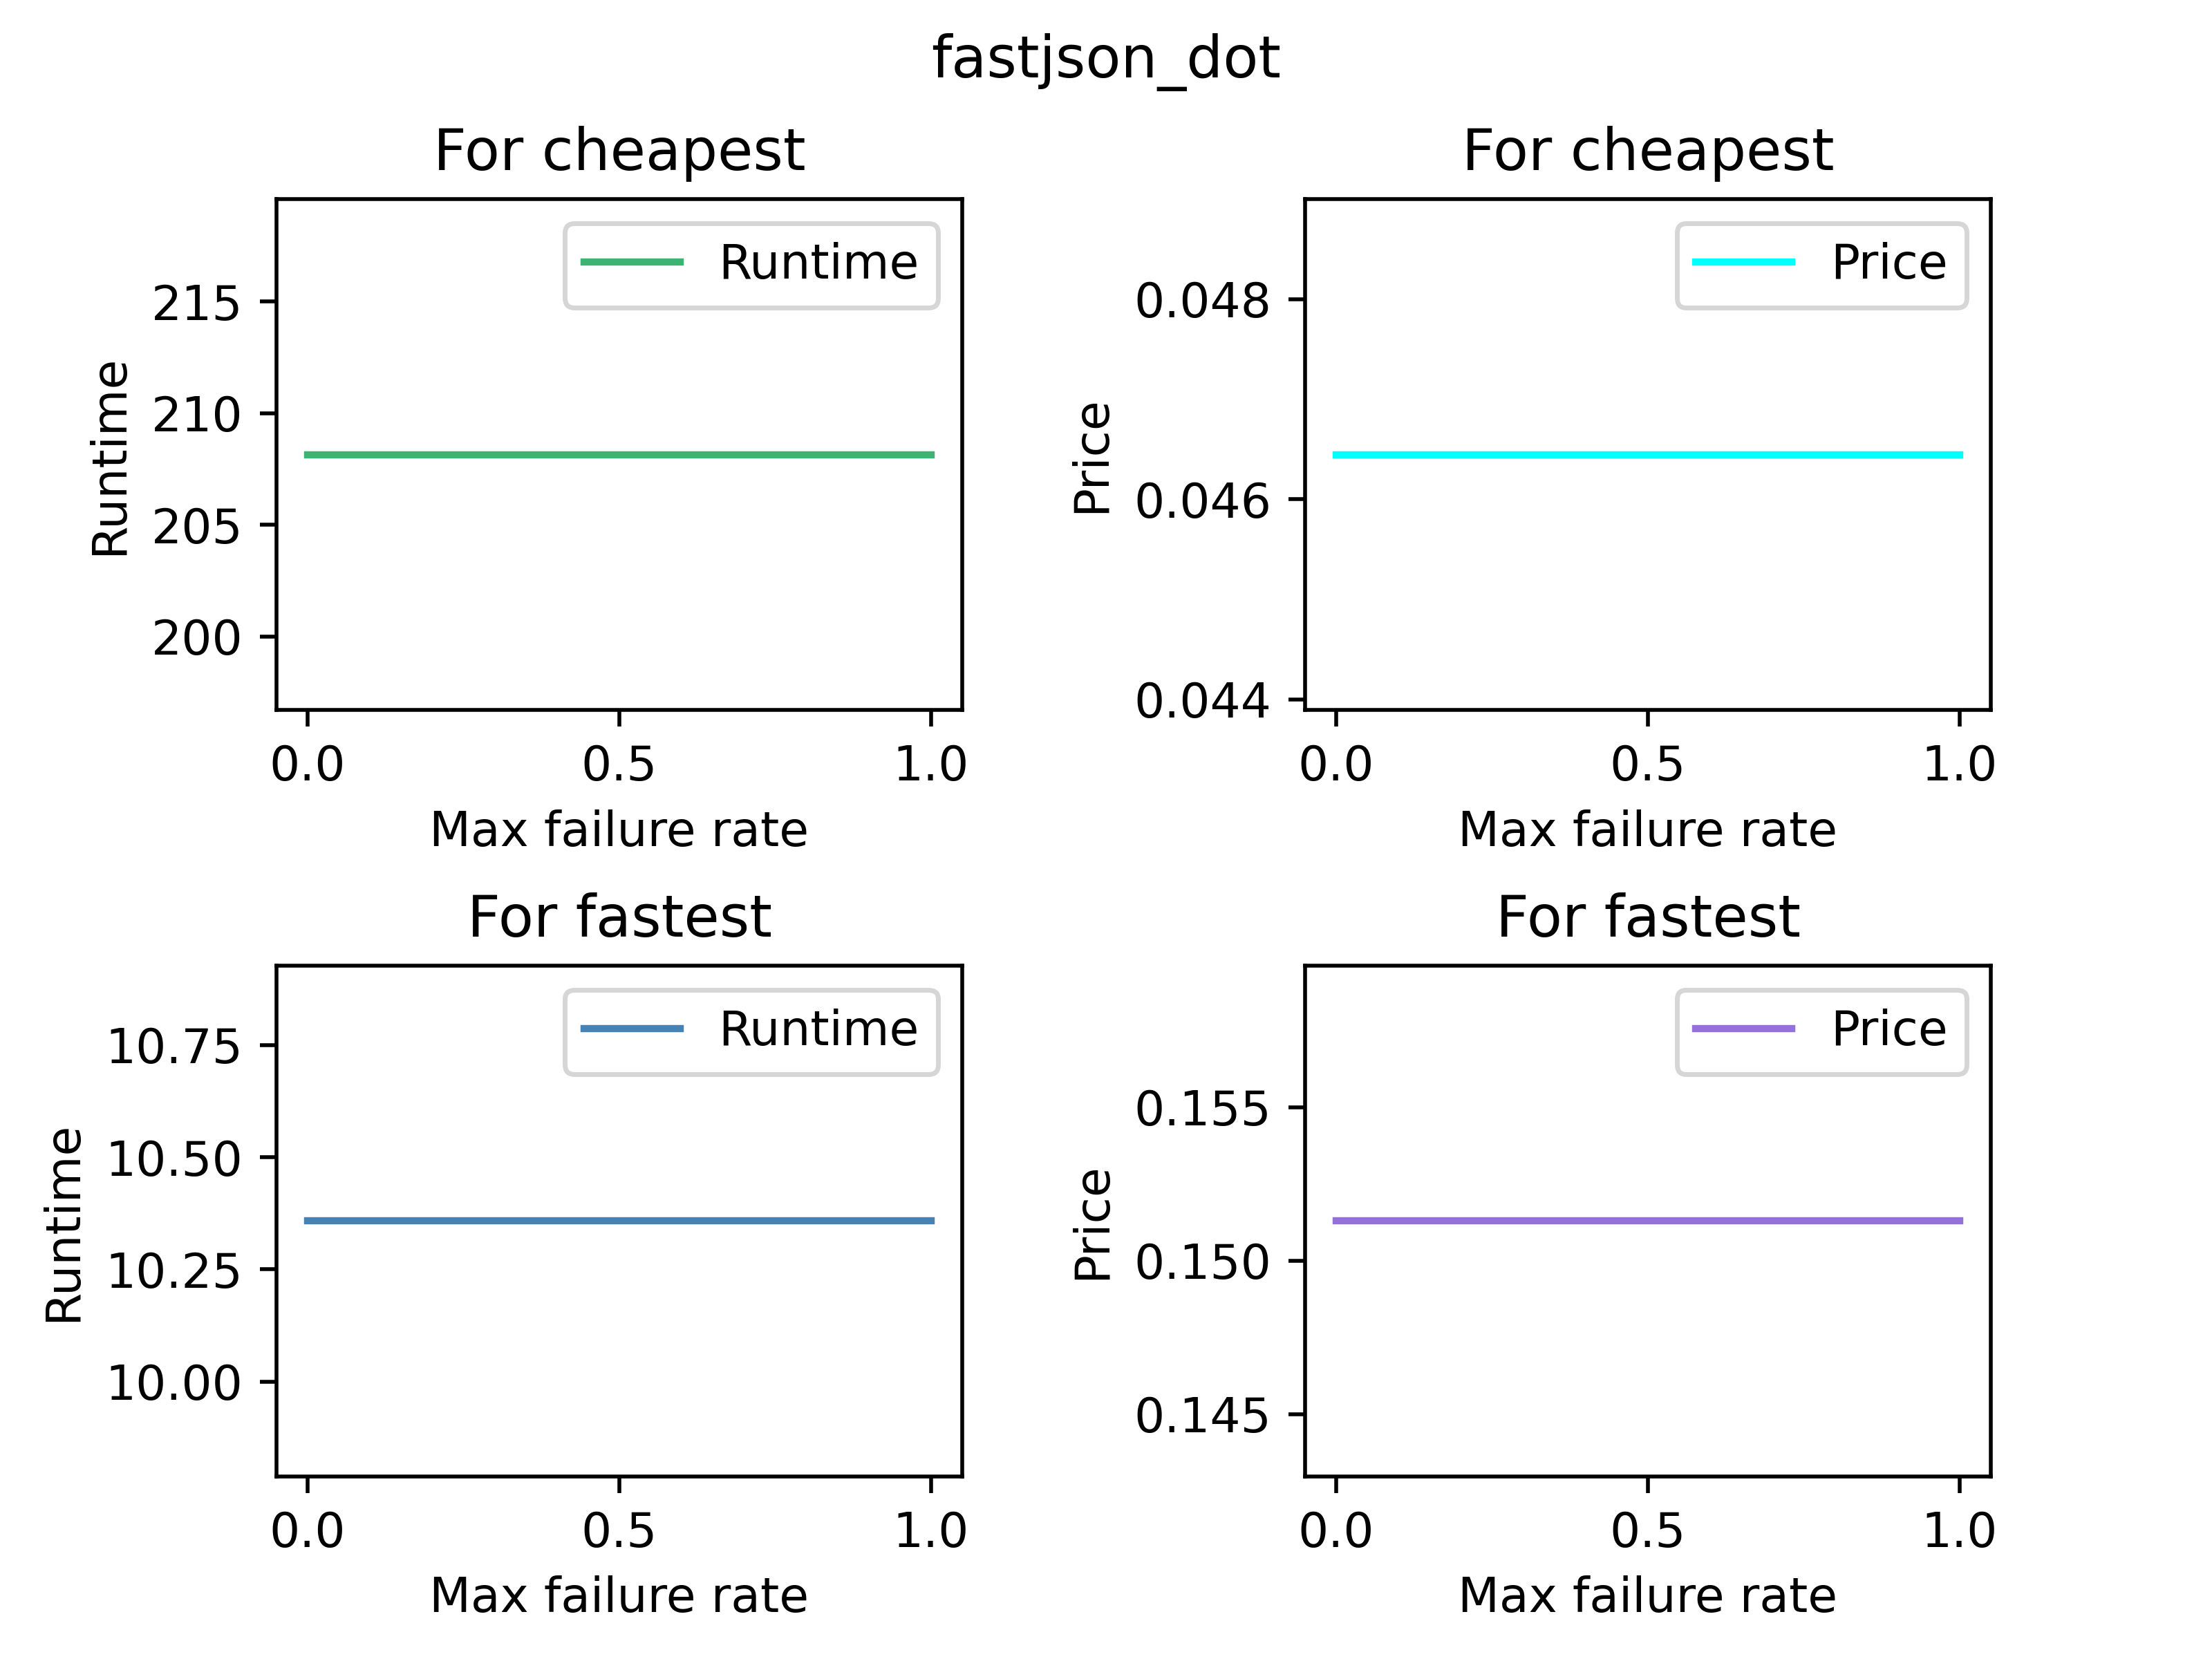 fastjson_dot
For cheapest
Runtime
215
210
205
200
Runtime
0.0 0.5 1.0
Max failure rate
For cheapest
Price
0.048
0.046
0.044
Price
0.0 0.5 1.0
Max failure rate
For fastest
Runtime
10.75
10.50
10.25
10.00
Runtime
0.0 0.5 1.0
Max failure rate
For fastest
Price
0.155
0.150
0.145
Price
0.0 0.5 1.0
Max failure rate